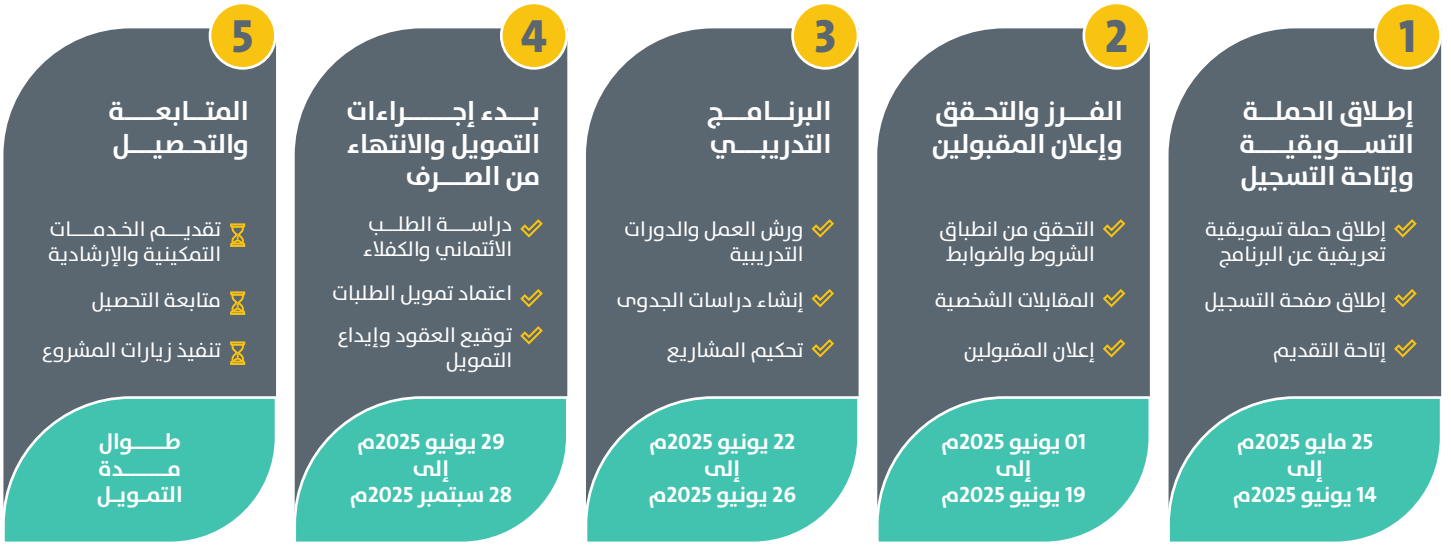 1
إطلاق الحملة
التسويقية
وإتاحة التسجيل
إطلاق حملة تسويقية
تعريفية عن البرنامج
إطلاق صفحة التسجيل
إتاحة التقديم
25 مايو 2025م
إلى
14 يونيو 2025م
2
الفرز والتحقق
وإعلان المقبولين
التحقق من انطباق
الشروط والضوابط
المقابلات الشخصية
إعلان المقبولين
01 يونيو 2025م
إلى
19 يونيو 2025م
3
البرنامج
التدريبي
ورش العمل والدورات
التدريبية
إنشاء دراسات الجدوى
تحكيم المشاريع
22 يونيو 2025م
إلى
26 يونيو 2025م
4
بدء إجراءات
التمويل والانتهاء
من الصرف
دراسة الطلب
الائتماني والكفلاء
اعتماد تمويل الطلبات
توقيع العقود وإيداع
التمويل
29 يونيو 2025م
إلى
28 سبتمبر 2025م
5
المتابعة
والتحصيل
تقديم الخدمات
التمكينية والإرشادية
متابعة التحصيل
تنفيذ زيارات المشروع
طوال
مدة
التمويل